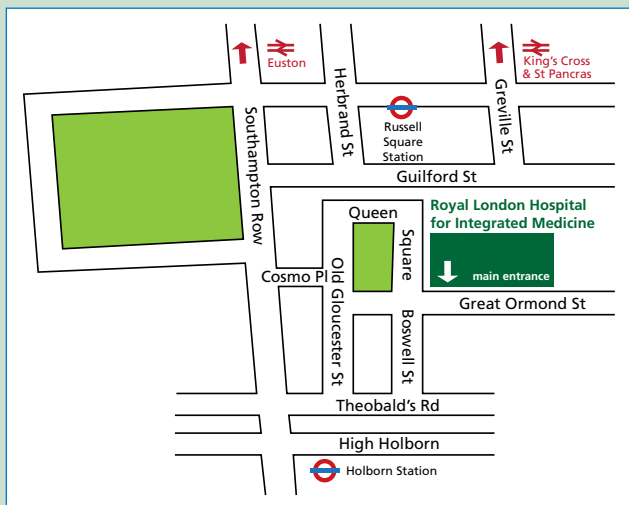 Euston
King's Cross
& St Pancras
Herbrand St
Greville St
Southampton Row
Russell
Square
Station
Guilford St
Royal London Hospital
for Integrated Medicine
Queen
Square
main entrance
Cosmo Pl
Old Gloucester St
Great Ormond St
Boswell St
Theobald's Rd
High Holborn
Holborn Station